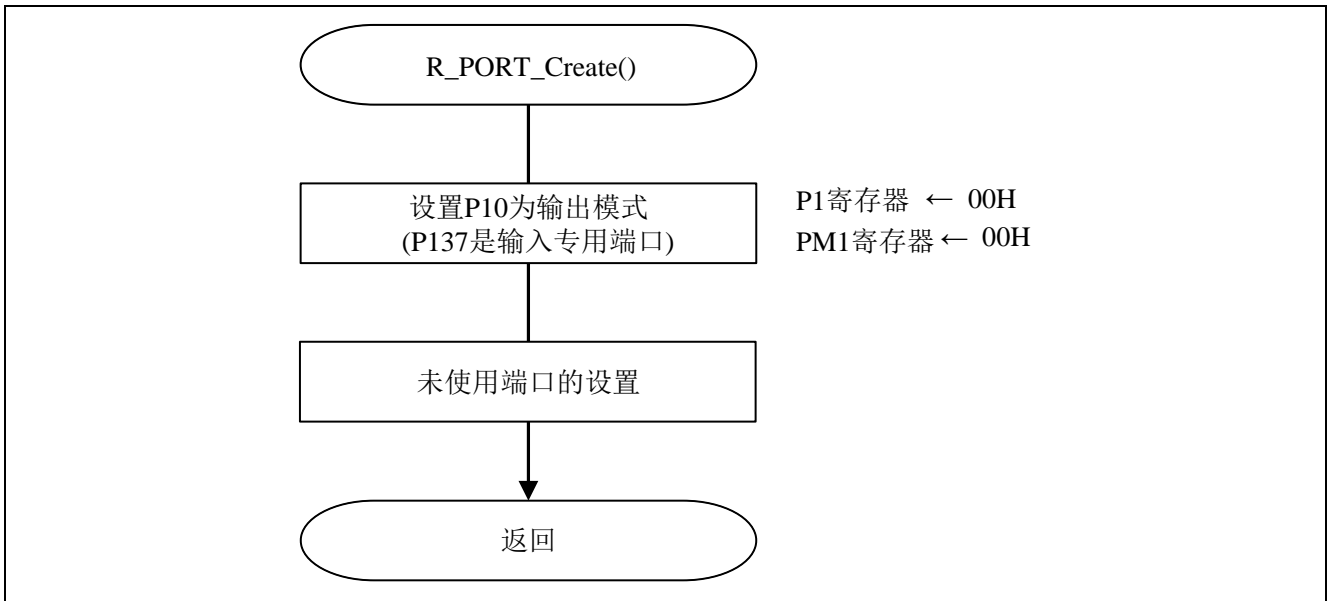 R_PORT_Create()
设置P10为输出模式
(P137是输入专用端口)
P1寄存器 ← 00H
PM1寄存器 ← 00H
未使用端口的设置
返回